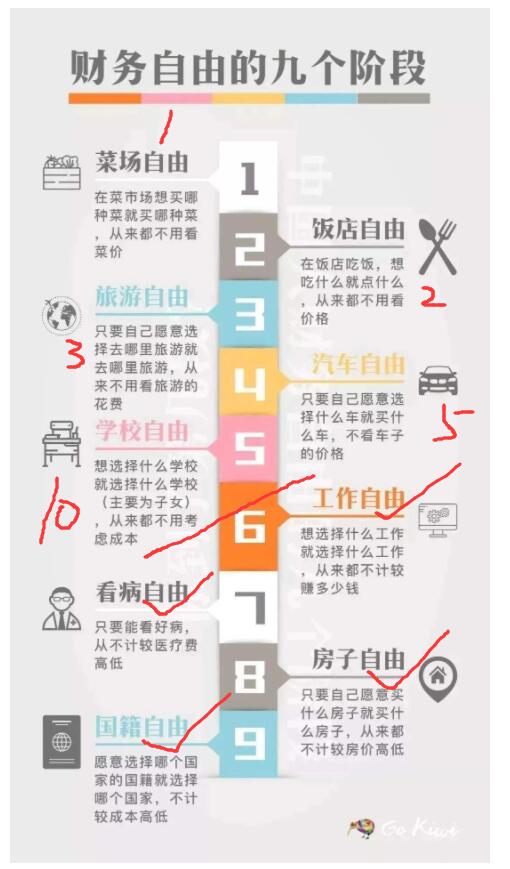 财务自由的九个阶段
1
菜场自由
1
在菜市场想买哪
种菜就买哪种菜
，从来都不用看
菜价
饭店自由
2
在饭店吃饭，想
吃什么就点什么
，从来都不用看
价格
2
旅游自由
3
只要自己愿意选
择去哪里旅游就
去哪里旅游，从
来不用看旅游的
花费
3
汽车自由
4
只要自己愿意选
择什么车就买什
么车，不看车子
的价格
5
学校自由
5
想选择什么学校
就选择什么学校
（主要为子女）
，从来都不用考
虑成本
10
工作自由
6
想选择什么工作
就选择什么工作
，从来都不计较
赚多少钱
看病自由
7
只要能看好病，
从不计较医疗费
高低
房子自由
8
只要自己愿意买
什么房子就买什
么房子，从来都
不计较房价高低
国籍自由
9
愿意选择哪个国
家的国籍就选择
哪个国家，不计
较成本高低
Go Kiwi